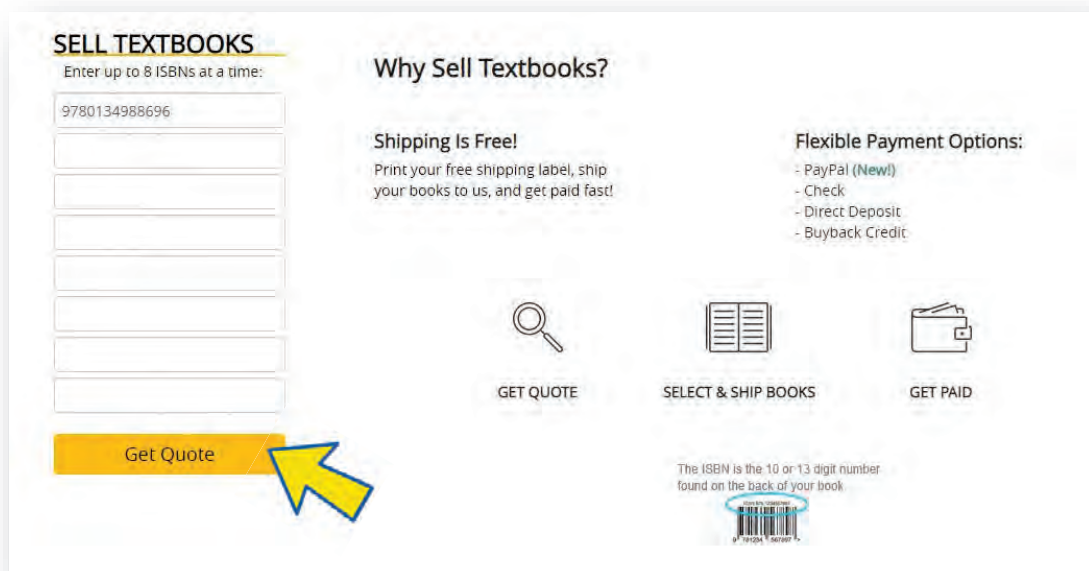 SELL TEXTBOOKS
Enter up to 8 ISBNs at a time:
9780134988696
Get Quote
Why Sell Textbooks?
Shipping Is Free!
Print your free shipping label, ship
your books to us, and get paid fast!
Flexible Payment Options:
- PayPal (New!)
- Check
- Direct Deposit
- Buyback Credit
GET QUOTE
SELECT & SHIP BOOKS
GET PAID
The ISBN is the 10 or 13 digit number
found on the back of your book